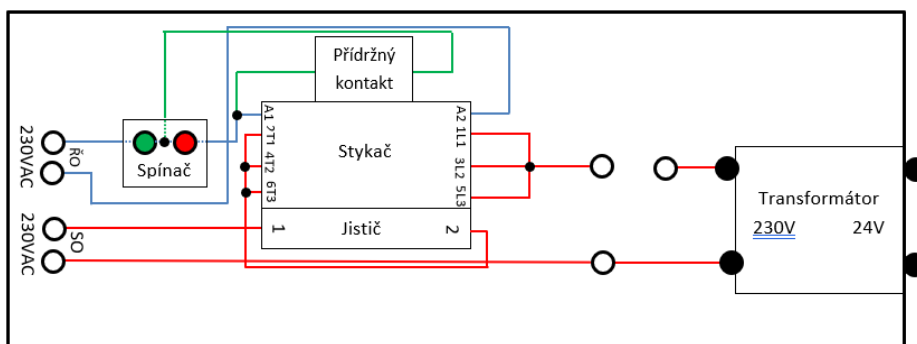 Přídržný
kontakt
A1
2T1
4T2
6T3
Stykač
A2
1L1
3L2
5L3
230VAC
ŘO
Spínač
1
Jistič
2
230VAC
SO
Transformátor
230V 24V